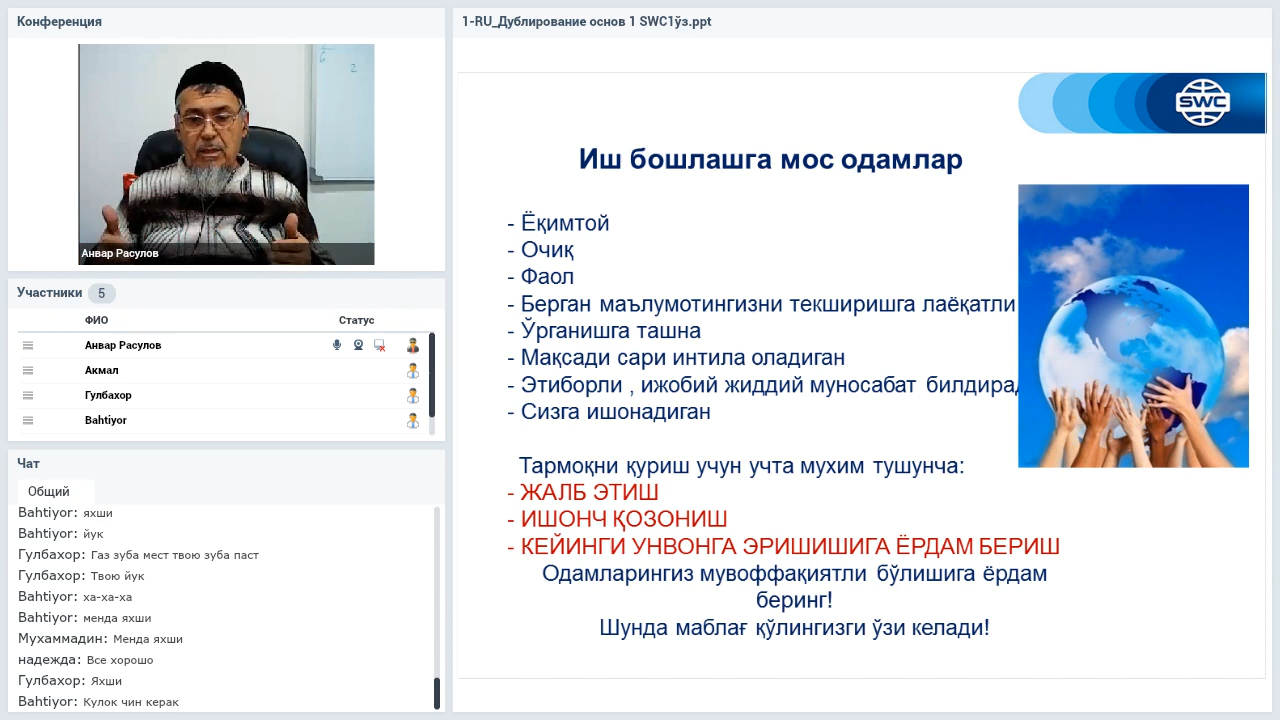 Конференция
Анвар Расулов
Участники 5
ФИО Статус
Анвар Расулов
Акмал
Гулбахор
Bahtiyor
Чат
Общий
Bahtiyor: яхши
Bahtiyor: йук
Гулбахор: Газ зуба мест твою зуба паст
Гулбахор: Твою йук
Bahtiyor: ха-ха-ха
Bahtiyor: менда яхши
Мухаммадин: Менда яхши
надежда: Все хорошо
Гулбахор: Яхши
Bahtiyor: Кулок чин керак
1-RU_Дублирование основ 1 SWC1ўз.ppt
SWC
Иш бошлашга мос одамлар
- Ёқимтой
- Очиқ
- Фаол
- Берган маълумотингизни текширишга лаёқатли
- Ўрганишга ташна
- Мақсади сари интила оладиган
- Этиборли , ижобий жиддий муносабат билдирад
- Сизга ишонадиган
Тармоқни қуриш учун учта мухим тушунча:
- ЖАЛБ ЭТИШ
- ИШОНЧ ҚОЗОНИШ
- КЕЙИНГИ УНВОНГА ЭРИШИШИГА ЁРДАМ БЕРИШ
Одамларингиз мувоффақиятли бўлишига ёрдам
беринг!
Шунда маблағ қўлингизги ўзи келади!